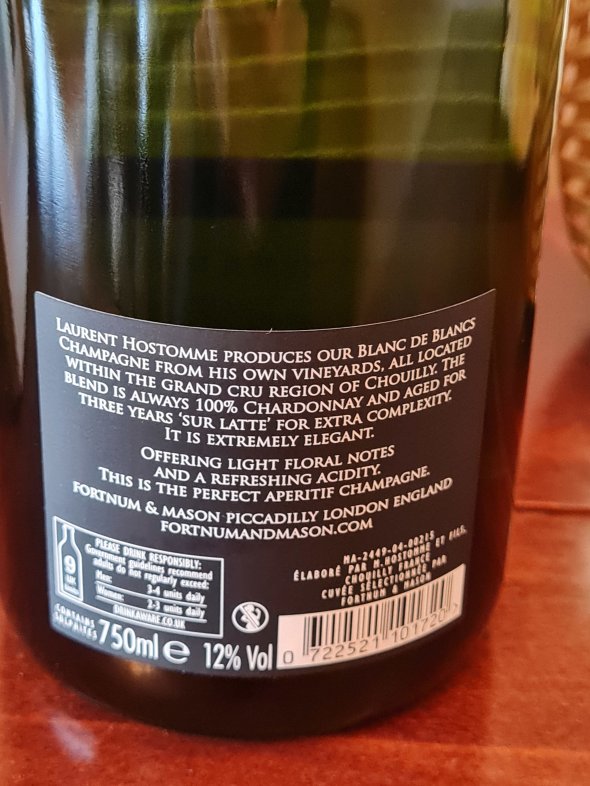 LAURENT HOSTOMME PRODUCES OUR BLANC DE BLANCS
CHAMPAGNE FROM HIS OWN VINEYARDS, ALL LOCATED
WITHIN THE GRAND CRU REGION OF CHOUILLY. THE
BLEND IS ALWAYS 100% CHARDONNAY AND AGED FOR
THREE YEARS 'SUR LATTE' FOR EXTRA COMPLEXITY.
IT IS EXTREMELY ELEGANT.
OFFERING LIGHT FLORAL NOTES
AND A REFRESHING ACIDITY.
THIS IS THE PERFECT APERITIF CHAMPAGNE.
FORTNUM & MASON PICCADILLY LONDON ENGLAND
FORTNUMANDMASON.COM
9
UK
PLEASE DRINK RESPONSIBLY:
Government guidelines recommend
adults do not regularly exceed:
Men: 3-4 units daily
Women: 2-3 units daily
DRINKAWARE.CO.UK
CONTAINS
SULPHITES
750ml e 12% Vol
MA-2449-04-00215
ÉLABORÉ PAR M.HOSTOMME ET FILS,
CHOUILLY FRANCE
CUVÉE SÉLECTIONNÉE PAR
FORTNUM & MASON
0 722521 101720